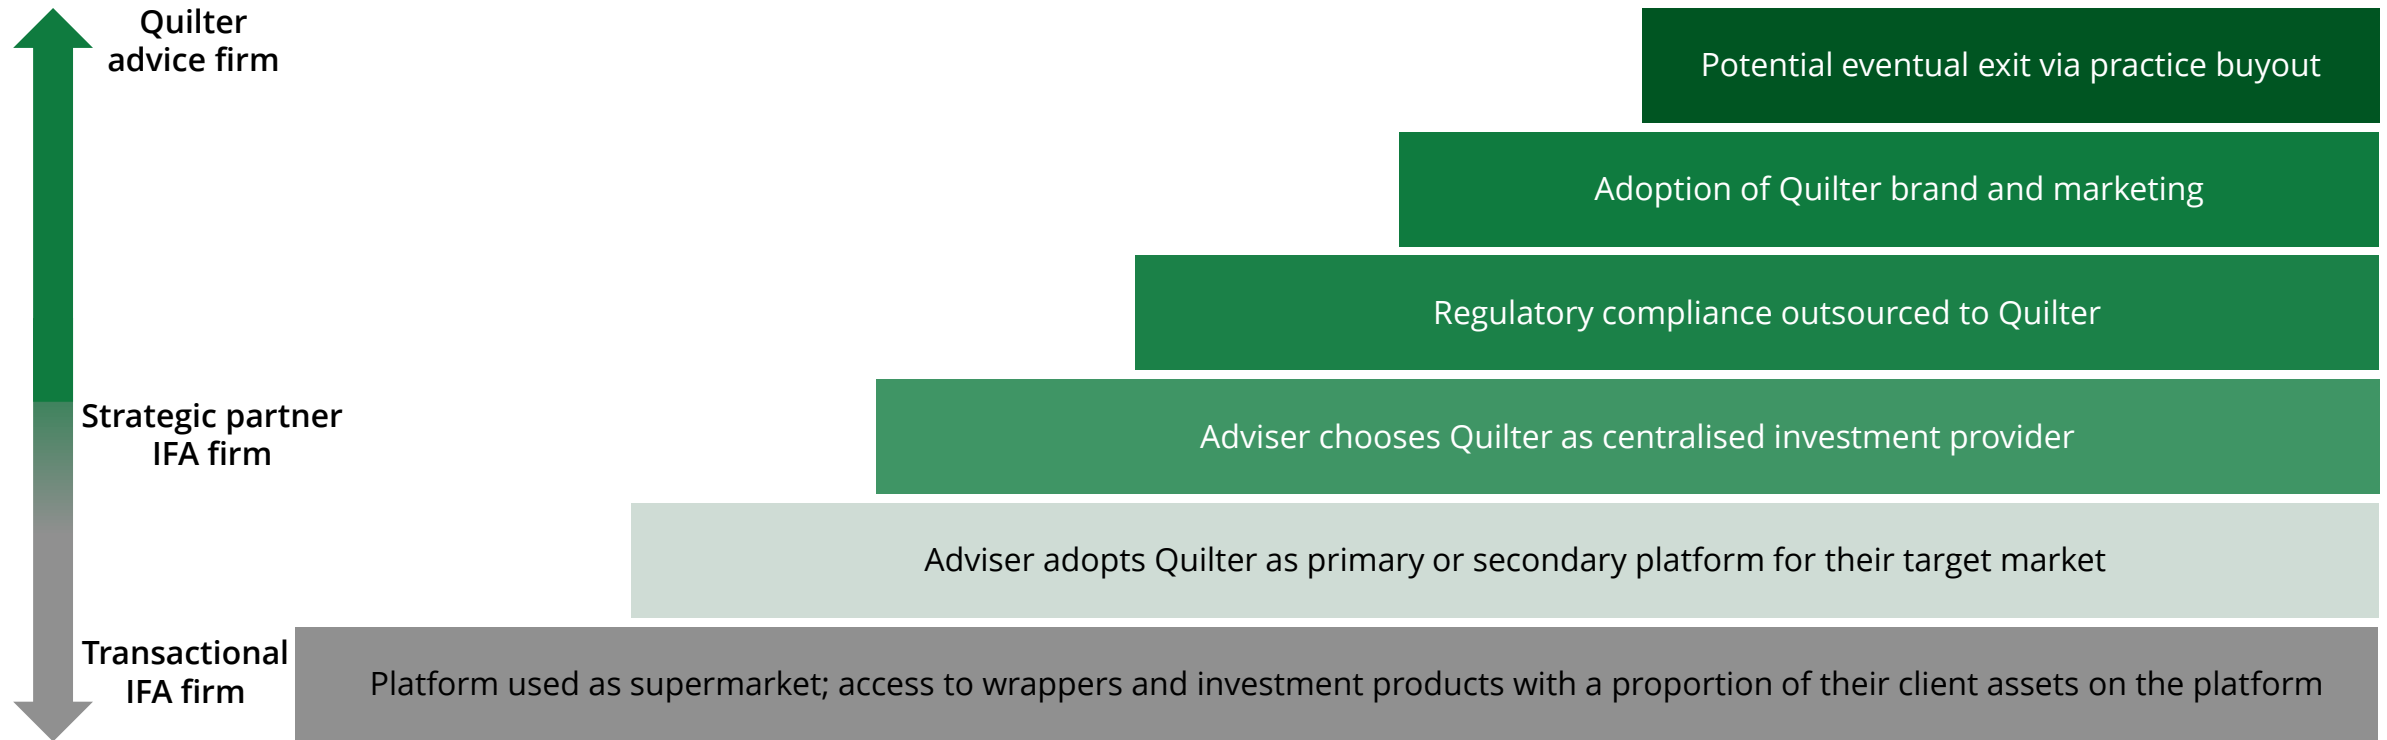 Quilter
advice firm
Potential eventual exit via practice buyout
Adoption of Quilter brand and marketing
Regulatory compliance outsourced to Quilter
Strategic partner
IFA firm
Adviser chooses Quilter as centralised investment provider
Adviser adopts Quilter as primary or secondary platform for their target market
Transactional
IFA firm
Platform used as supermarket; access to wrappers and investment products with a proportion of their client assets on the platform